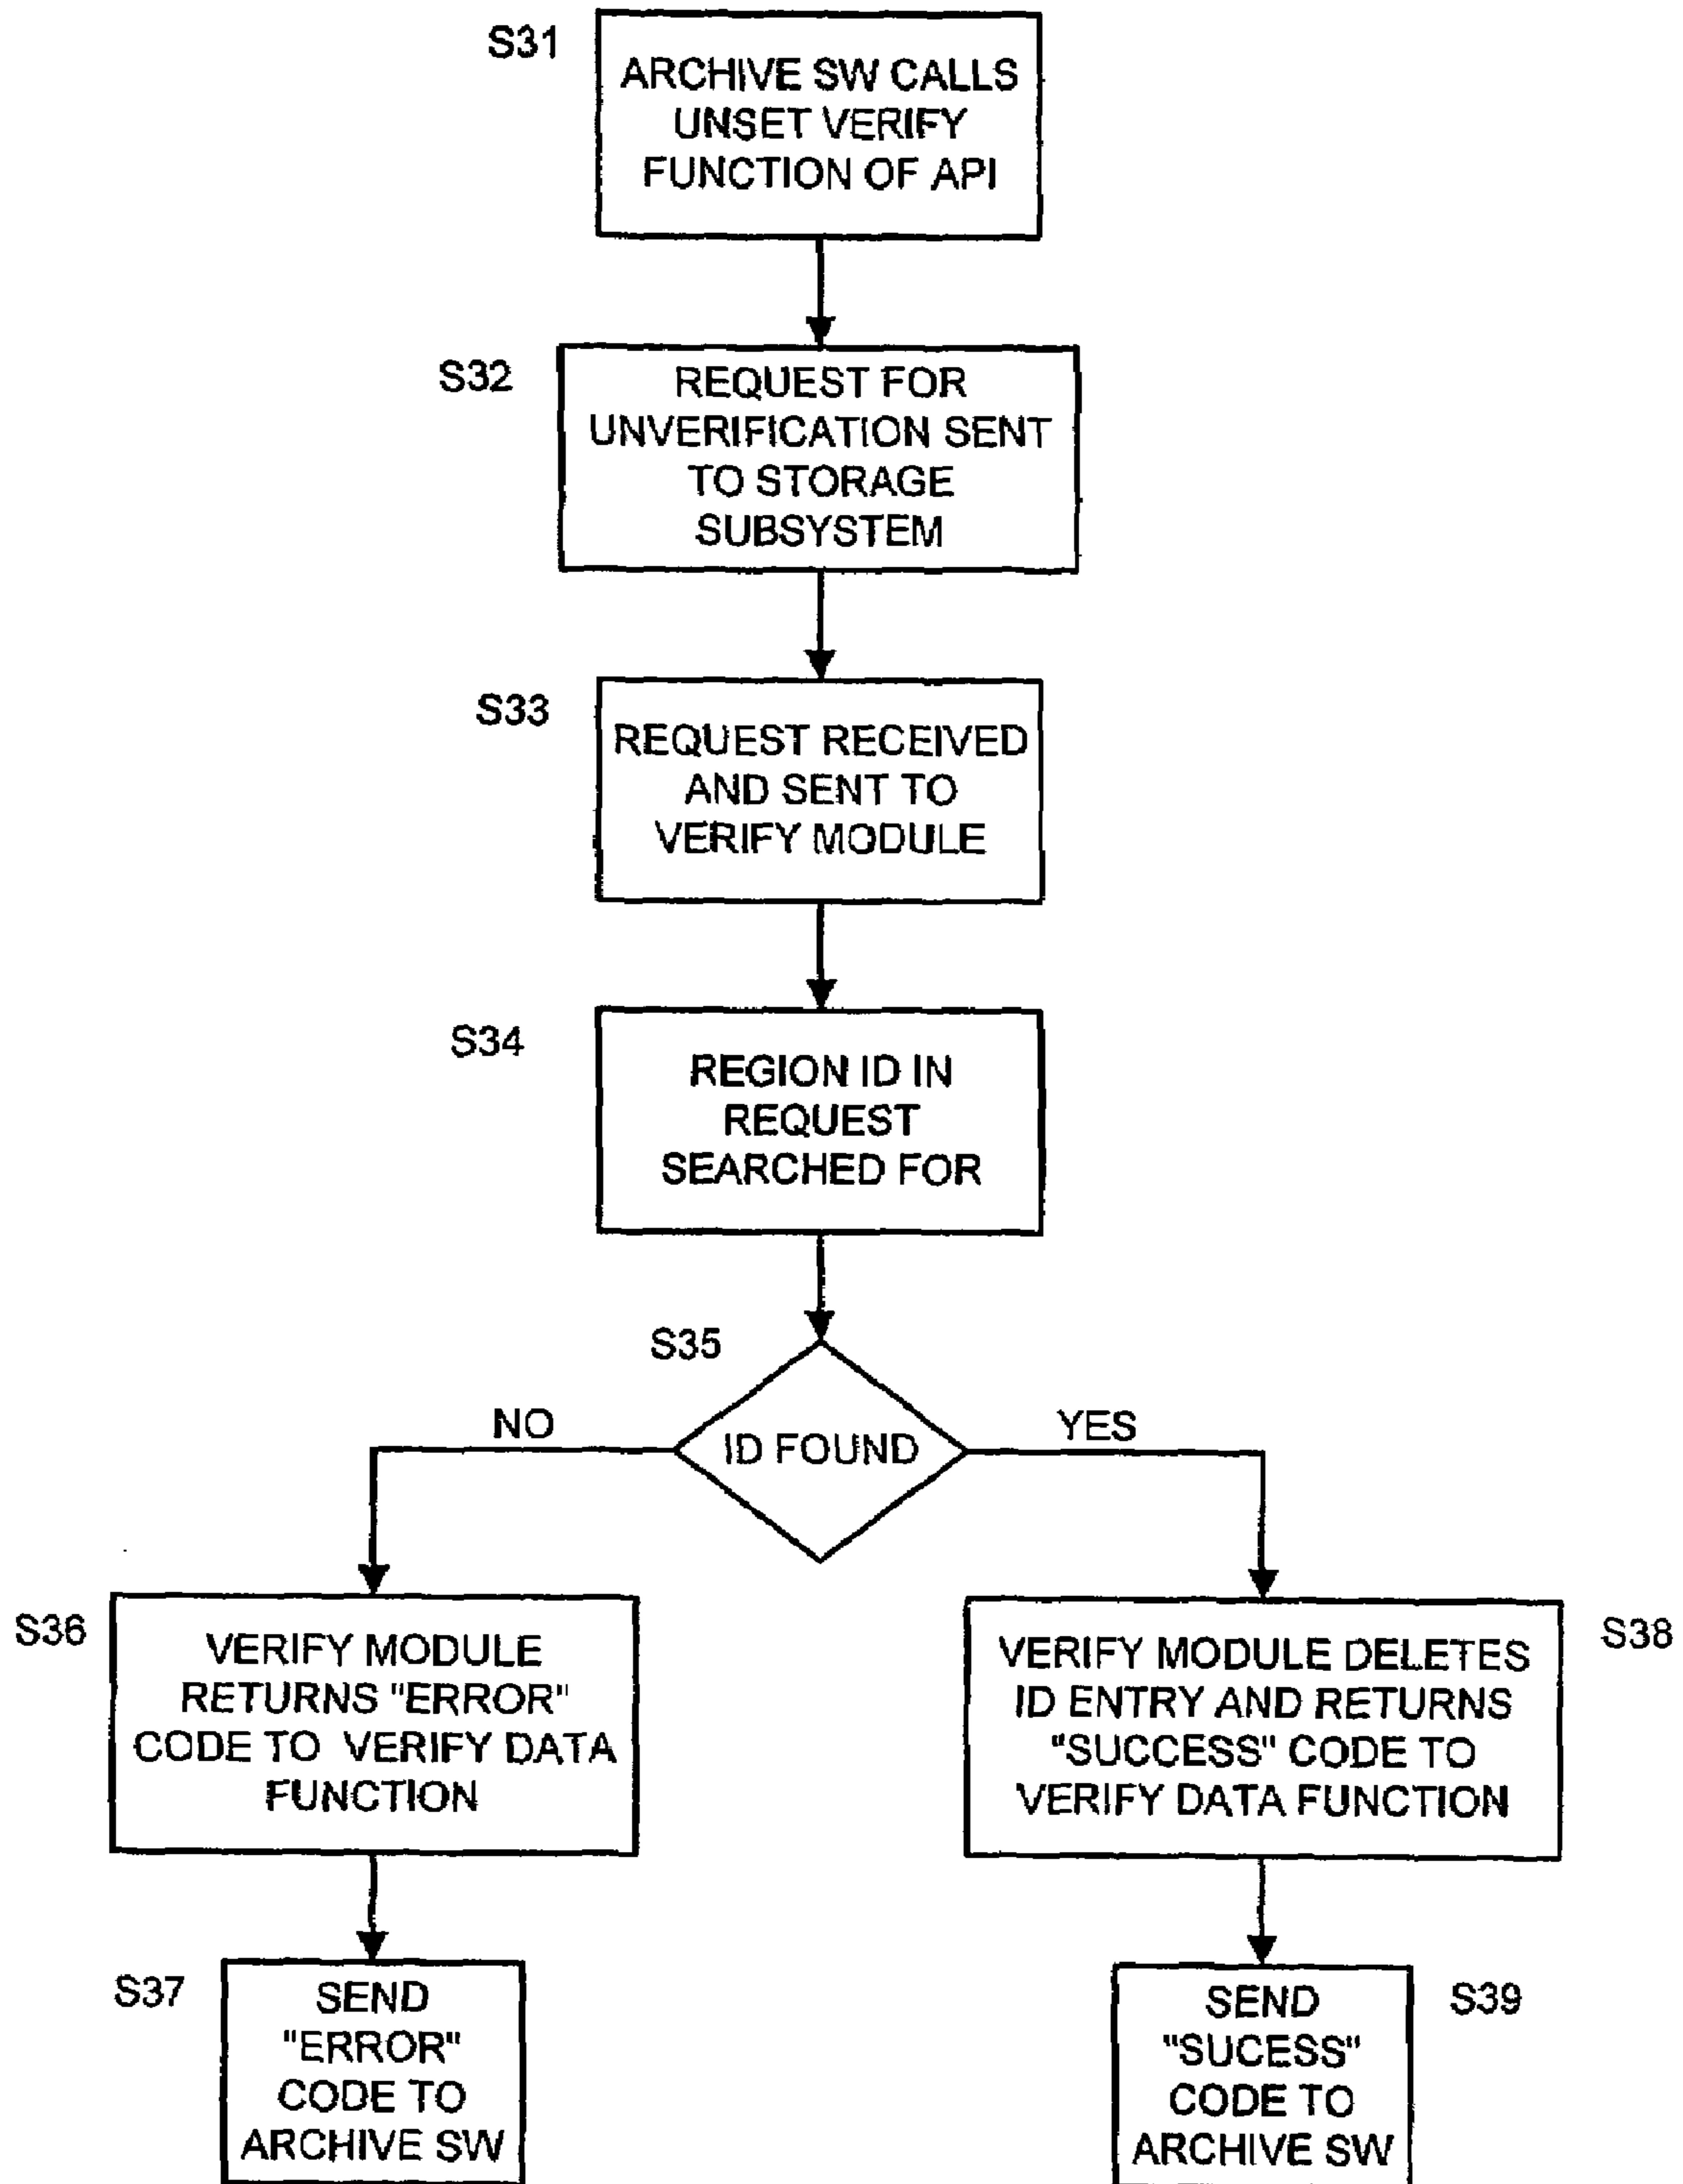 S31
ARCHIVE SW CALLS
UNSET VERIFY
FUNCTION OF API
S32
REQUEST FOR
UNVERIFICATION SENT
TO STORAGE
SUBSYSTEM
S33
REQUEST RECEIVED
AND SENT TO
VERIFY MODULE
S34
REGION ID IN
REQUEST
SEARCHED FOR
S35
ID FOUND
NO
YES
S36
VERIFY MODULE
RETURNS "ERROR"
CODE TO VERIFY DATA
FUNCTION
S38
VERIFY MODULE DELETES
ID ENTRY AND RETURNS
"SUCCESS" CODE TO
VERIFY DATA FUNCTION
S37
SEND
"ERROR"
CODE TO
ARCHIVE SW
S39
SEND
"SUCESS"
CODE TO
ARCHIVE SW